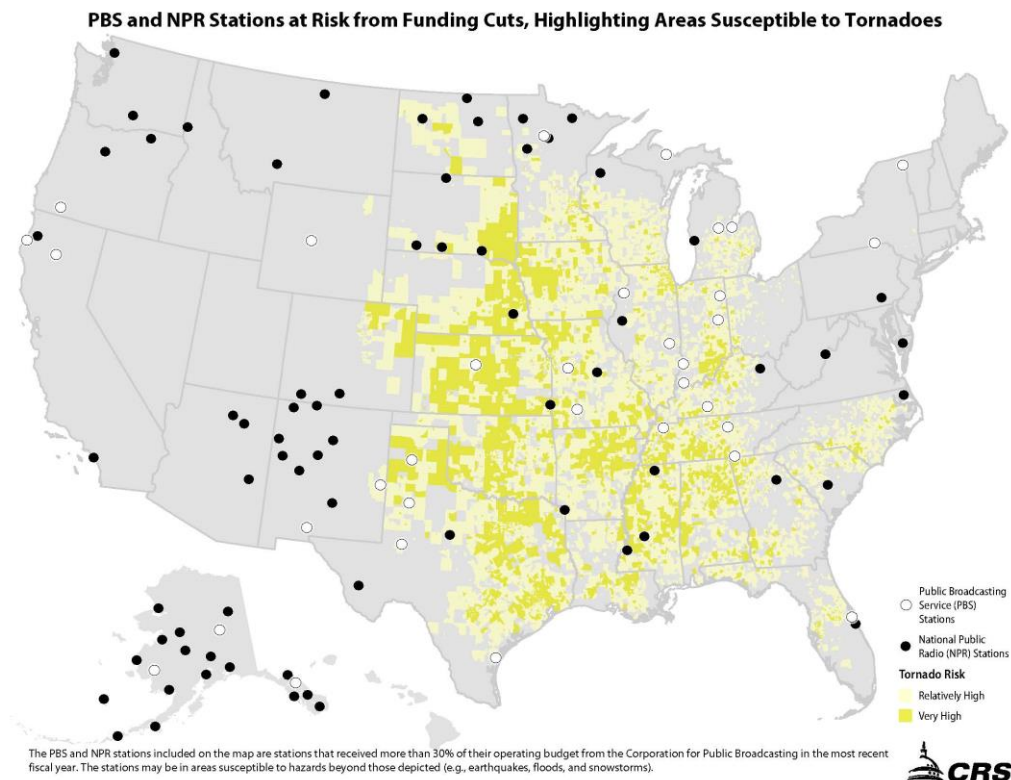 PBS and NPR Stations at Risk from Funding Cuts, Highlighting Areas Susceptible to Tornadoes
Public Broadcasting
Service (PBS)
Stations
National Public
Radio (NPR) Stations
Tornado Risk
Relatively High
Very High
The PBS and NPR stations included on the map are stations that received more than 30% of their operating budget from the Corporation for Public Broadcasting in the most recent
fiscal year. The stations may be in areas susceptible to hazards beyond those depicted (e.g., earthquakes, floods, and snowstorms).
CRS